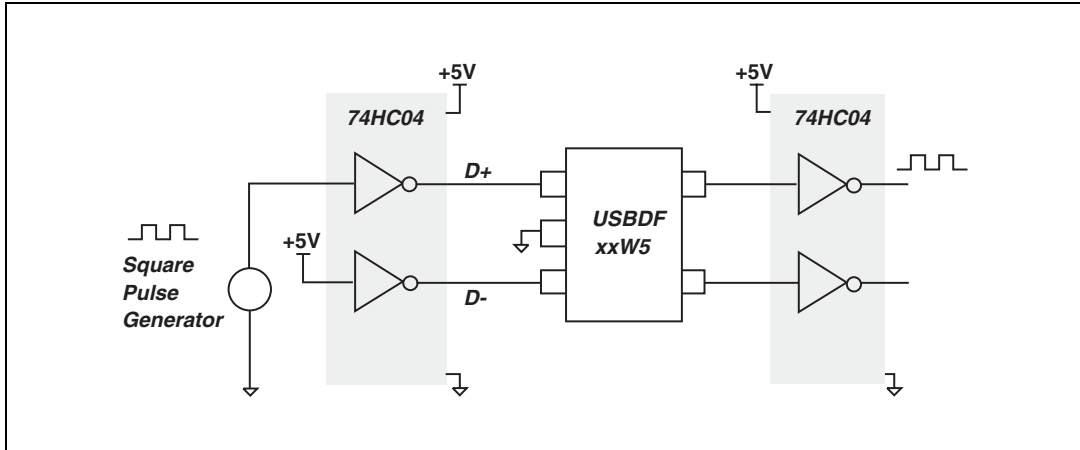 +5V
+5V
74HC04
74HC04
D+
USBDF
xxW5
+5V
Square
Pulse
Generator
D-